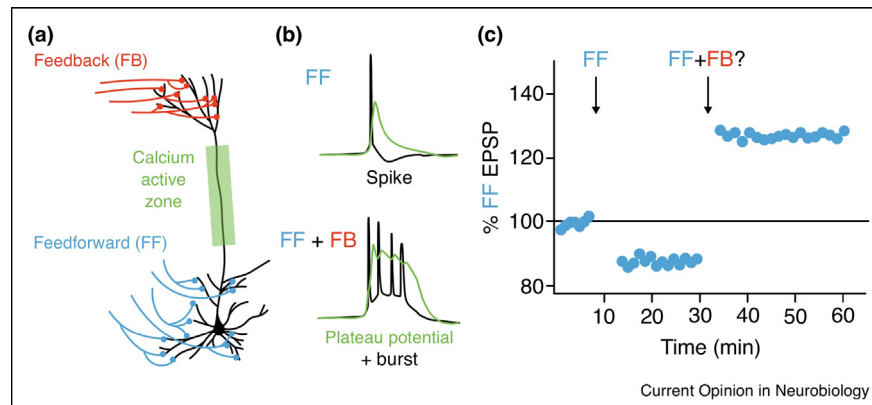 (a)
Feedback (FB)
Calcium
active
zone
Feedforward (FF)
(b)
FF
Spike
FF + FB
Plateau potential
+ burst
(c)
FF
FF+FB?
% FF EPSP
140
120
100
80
10 20 30 40 50 60
Time (min)
Current Opinion in Neurobiology